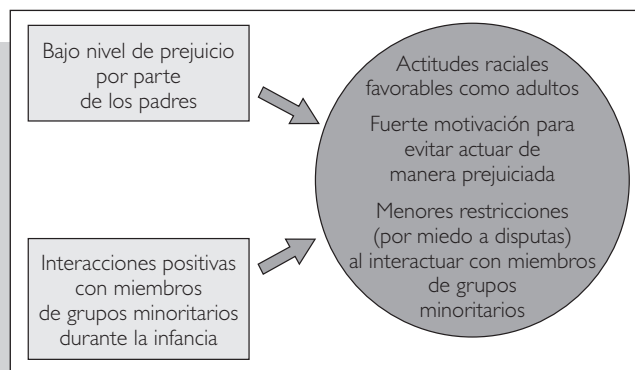 Bajo nivel de prejuicio
por parte
de los padres
Interacciones positivas
con miembros
de grupos minoritarios
durante la infancia
Actitudes raciales
favorables como adultos
Fuerte motivación para
evitar actuar de
manera prejuiciada
Menores restricciones
(por miedo a disputas)
al interactuar con miembros
de grupos
minoritarios